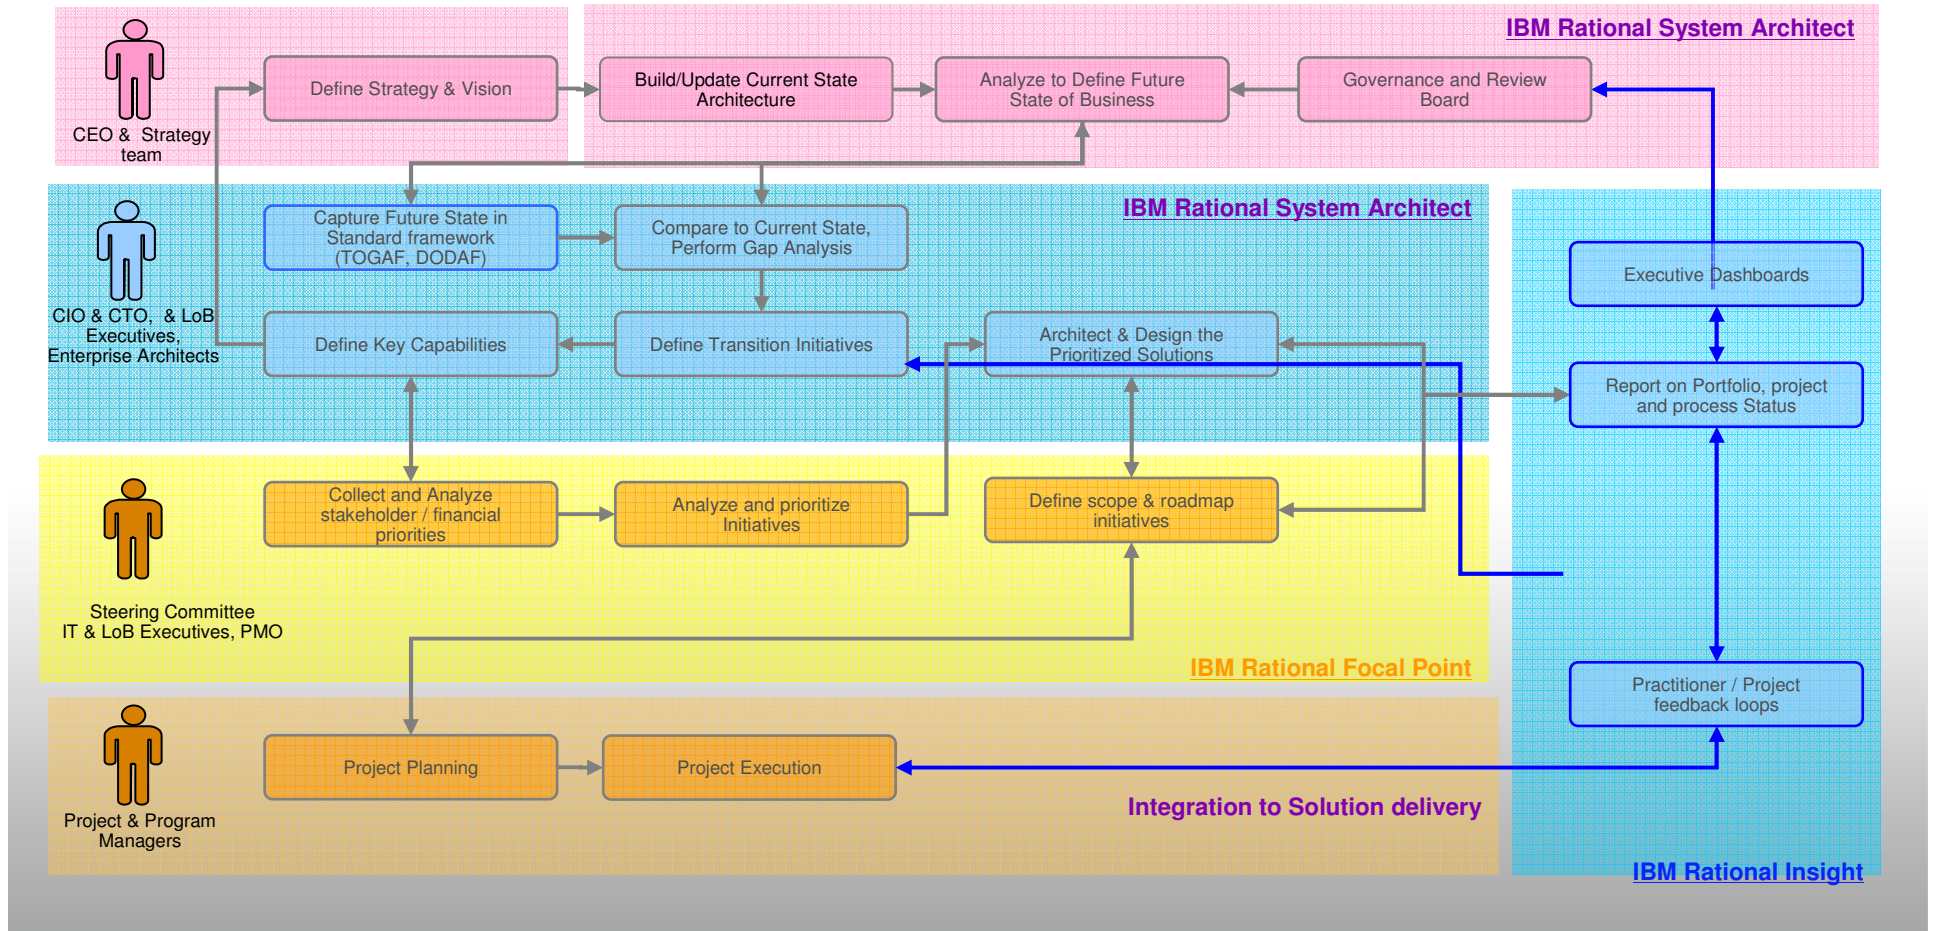 IBM Rational System Architect
Define Strategy & Vision
Build/Update Current State
Architecture
Analyze to Define Future
State of Business
Governance and Review
Board
CEO & Strategy
team
IBM Rational System Architect
Capture Future State in
Standard framework
(TOGAF, DODAF)
Compare to Current State,
Perform Gap Analysis
Executive Dashboards
CIO & CTO, & LoB
Executives,
Enterprise Architects
Define Key Capabilities
Define Transition Initiatives
Architect & Design the
Prioritized Solutions
Report on Portfolio, project
and process Status
Collect and Analyze
stakeholder / financial
priorities
Analyze and prioritize
Initiatives
Define scope & roadmap
initiatives
Steering Committee
IT & LoB Executives, PMO
IBM Rational Focal Point
Practitioner / Project
feedback loops
Project Planning
Project Execution
Project & Program
Managers
Integration to Solution delivery
IBM Rational Insight